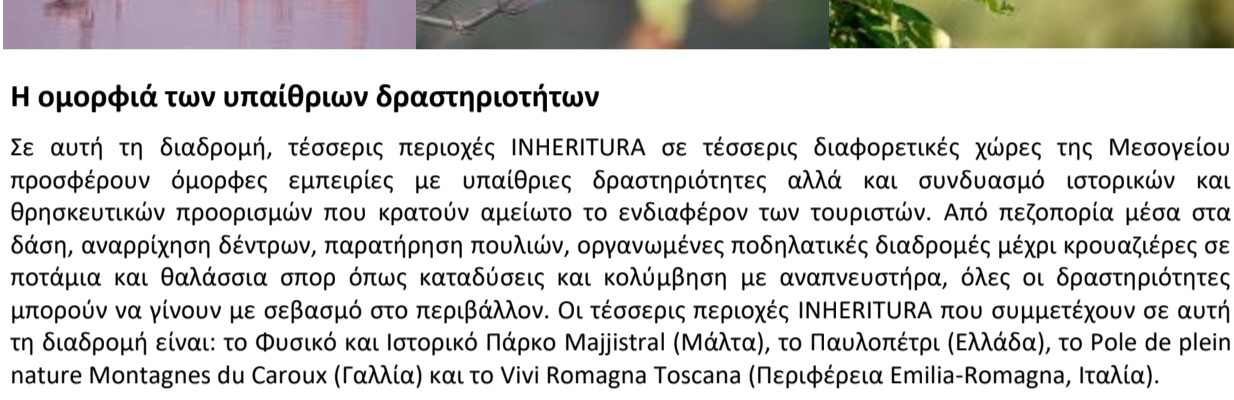 Η ομορφιά των υπαίθριων δραστηριοτήτων
Σε αυτή τη διαδρομή, τέσσερις περιοχές INHERITURA σε τέσσερις διαφορετικές χώρες της Μεσογείου
προσφέρουν όμορφες εμπειρίες με υπαίθριες δραστηριότητες αλλά και συνδυασμό ιστορικών και
θρησκευτικών προορισμών που κρατούν αμείωτο το ενδιαφέρον των τουριστών. Από πεζοπορία μέσα στα
δάση, αναρρίχηση δέντρων, παρατήρηση πουλιών, οργανωμένες ποδηλατικές διαδρομές μέχρι κρουαζιέρες σε
ποτάμια και θαλάσσια σπορ όπως καταδύσεις και κολύμβηση με αναπνευστήρα, όλες οι δραστηριότητες
μπορούν να γίνουν με σεβασμό στο περιβάλλον. Οι τέσσερις περιοχές INHERITURA που συμμετέχουν σε αυτή
τη διαδρομή είναι: το Φυσικό και Ιστορικό Πάρκο Majjistral (Μάλτα), το Παυλοπέτρι (Ελλάδα), το Pole de plein
nature Montagnes du Caroux (Γαλλία) και το Vivi Romagna Toscana (Περιφέρεια Emilia-Romagna, Ιταλία).